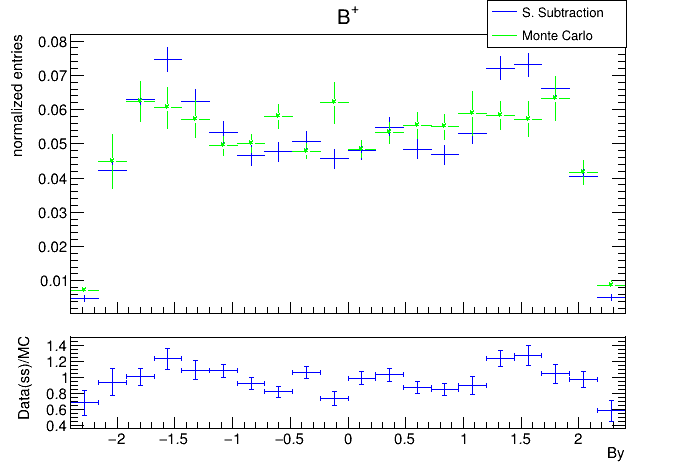 B+
S. Subtraction
Monte Carlo
normalized entries
0.08
0.07
0.06
0.05
0.04
0.03
0.02
0.01
Data(ss)/MC
1.4
1.2
1
0.8
0.6
0.4
−2 −1.5 −1 −0.5 0 0.5 1 1.5 2
By